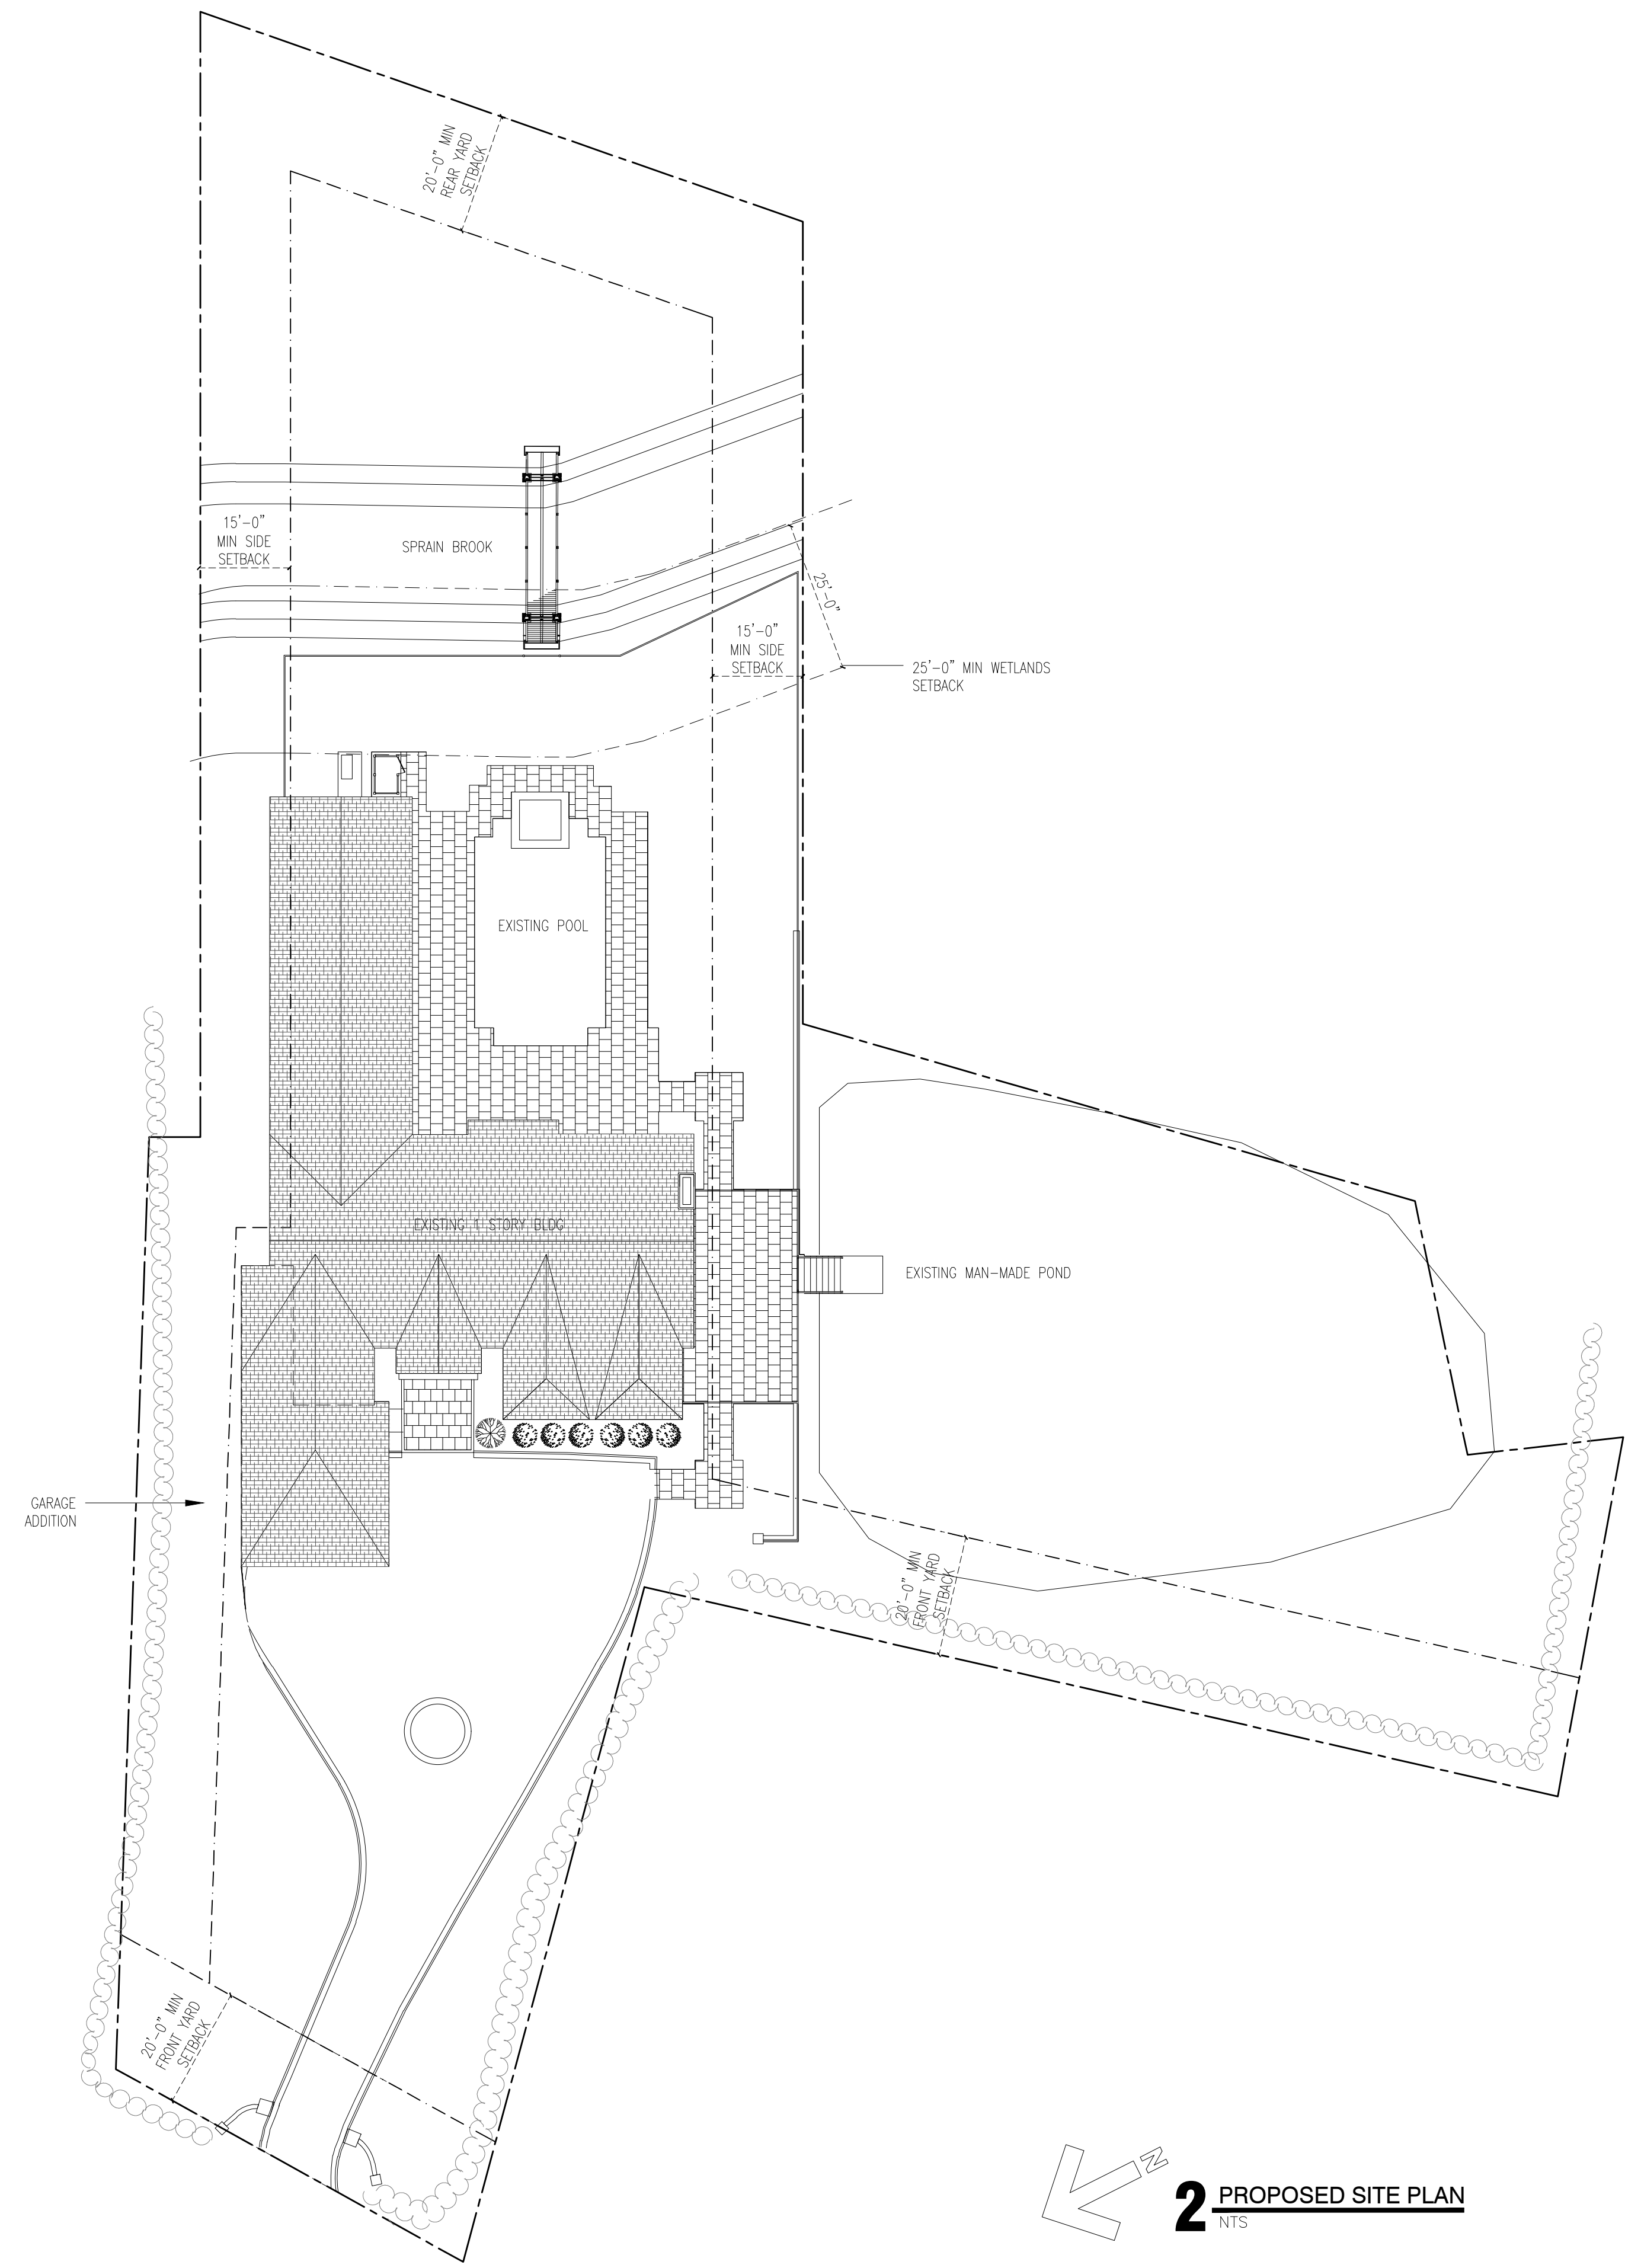 20'-0" MIN
REAR YARD
SETBACK
15'-0"
MIN SIDE
SETBACK
SPRAIN BROOK
25'-0"
15'-0"
MIN SIDE
SETBACK
25'-0" MIN WETLANDS
SETBACK
EXISTING POOL
EXISTING 1 STORY BLDG
EXISTING MAN-MADE POND
GARAGE
ADDITION
20'-0" MIN
FRONT YARD
SETBACK
20'-0" MIN
FRONT YARD
SETBACK
N
2 PROPOSED SITE PLAN
NTS